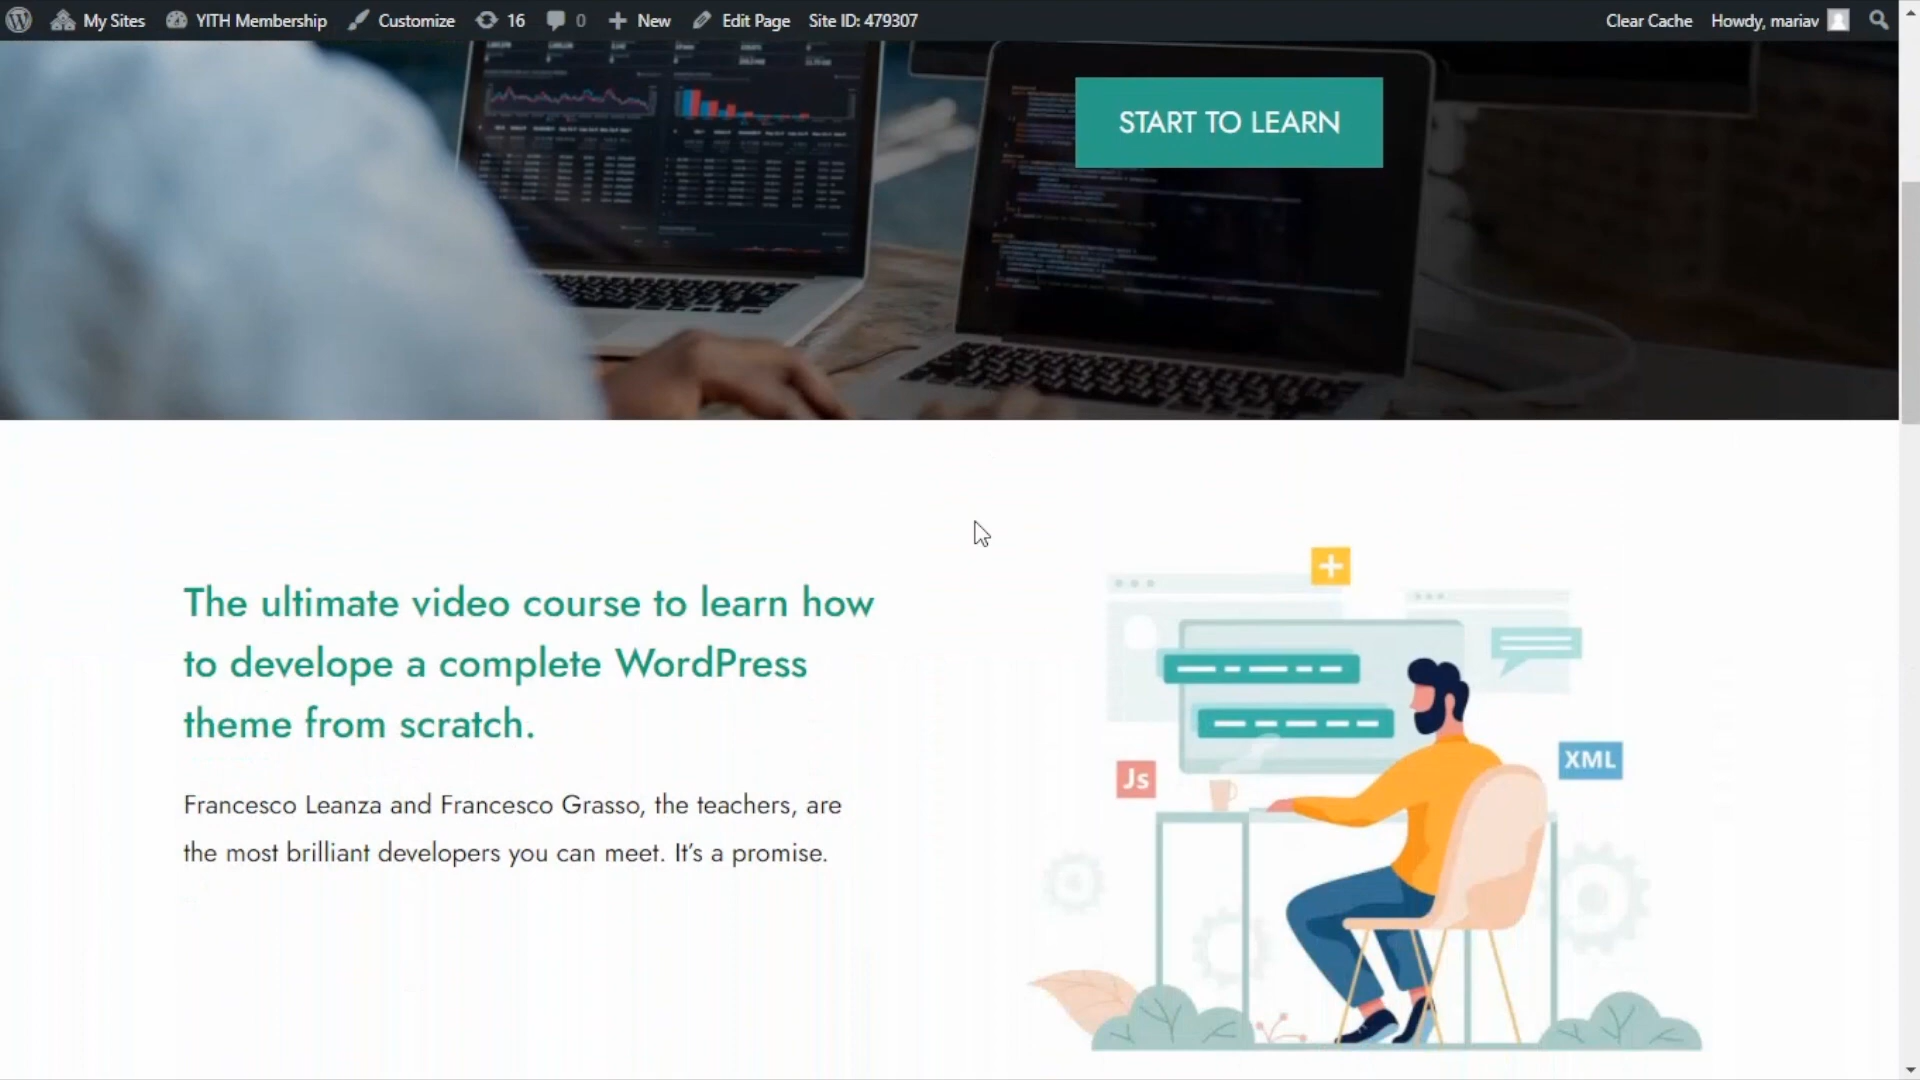 My Sites YITH Membership Customize 16 0 New Edit Page Site ID: 479307 Clear Cache Howdy, mariav
START TO LEARN
The ultimate video course to learn how
to develope a complete WordPress
theme from scratch.
Francesco Leanza and Francesco Grasso, the teachers, are
the most brilliant developers you can meet. It's a promise.
Js
XML